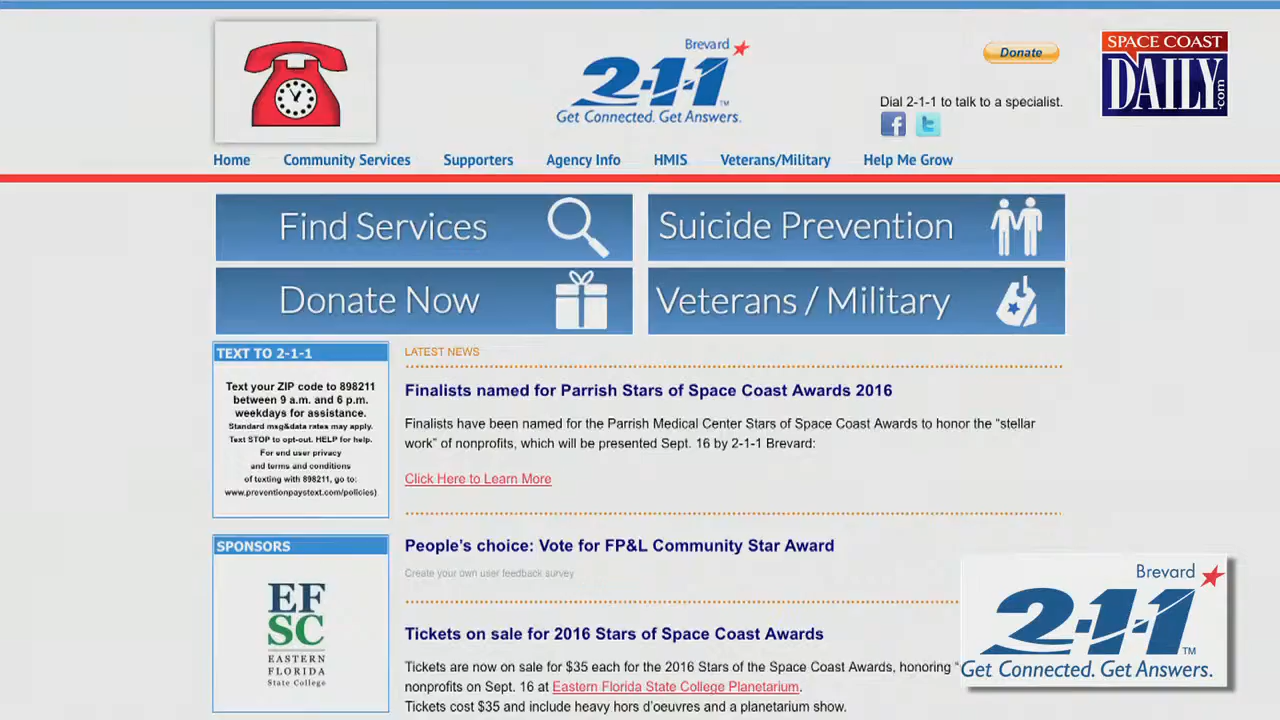 Brevard
2-1-1
TM
Get Connected. Get Answers.
Donate
Dial 2-1-1 to talk to a specialist.
SPACE COAST
DAILY
.com
Home Community Services Supporters Agency Info HMIS Veterans/Military Help Me Grow
Find Services
Suicide Prevention
Donate Now
Veterans / Military
TEXT TO 2-1-1
Text your ZIP code to 898211
between 9 a.m. and 6 p.m.
weekdays for assistance.
Standard msg&data rates may apply.
Text STOP to opt-out. HELP for help.
For end user privacy
and terms and conditions
of texting with 898211, go to:
www.preventionpaystext.com/policies)
SPONSORS
EF
SC
EASTERN
FLORIDA
State College
LATEST NEWS
Finalists named for Parrish Stars of Space Coast Awards 2016
Finalists have been named for the Parrish Medical Center Stars of Space Coast Awards to honor the “stellar
work” of nonprofits, which will be presented Sept. 16 by 2-1-1 Brevard:
Click Here to Learn More
People’s choice: Vote for FP&L Community Star Award
Create your own user feedback survey
Tickets on sale for 2016 Stars of Space Coast Awards
Tickets are now on sale for $35 each for the 2016 Stars of the Space Coast Awards, honoring “
nonprofits on Sept. 16 at Eastern Florida State College Planetarium.
Tickets cost $35 and include heavy hors d’oeuvres and a planetarium show.
Brevard
2-1-1
TM
Get Connected. Get Answers.